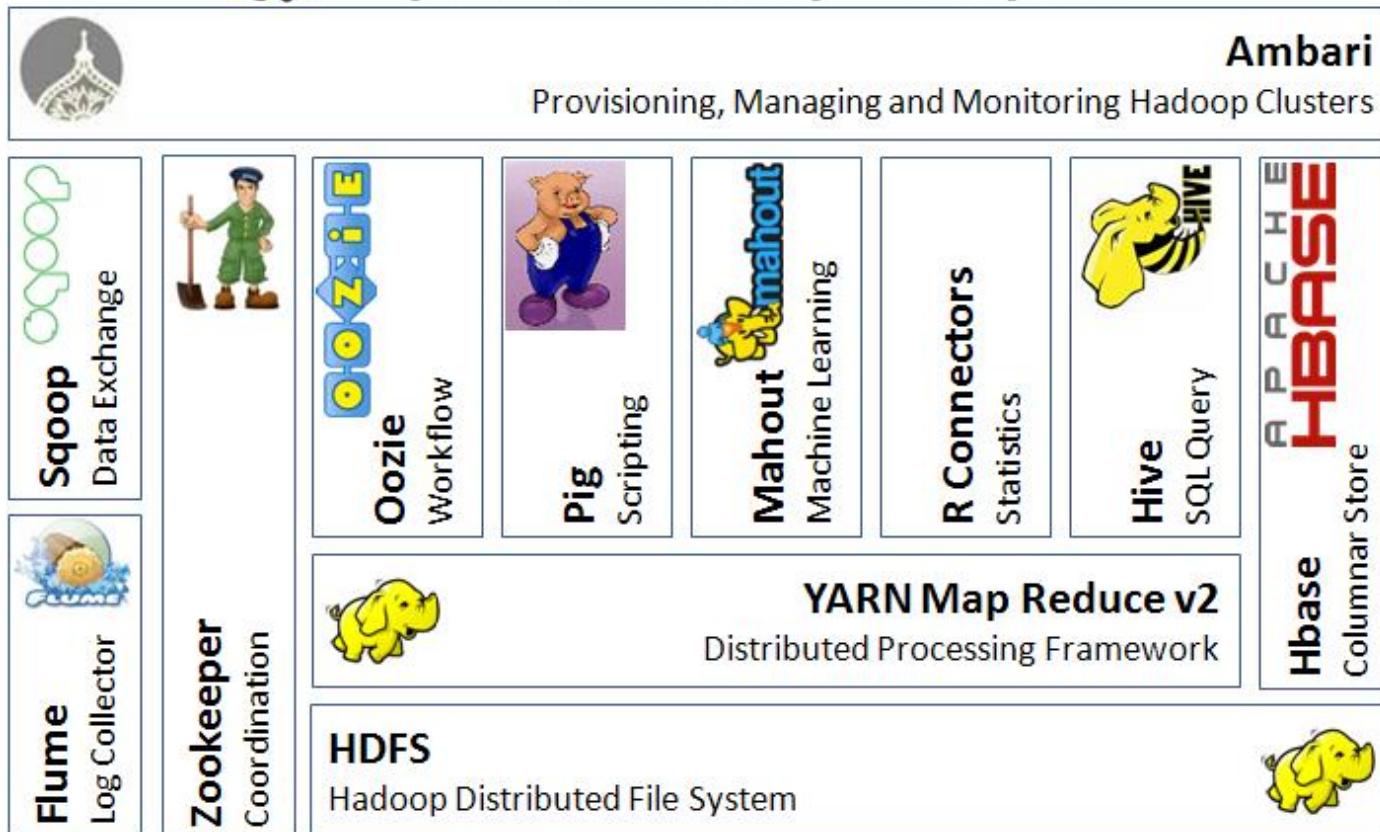 Ambari
Provisioning, Managing and Monitoring Hadoop Clusters
sqoop
Sqoop
Data Exchange
FLUME
Flume
Log Collector
Zookeeper
Coordination
OOZIE
Oozie
Workflow
Pig
Scripting
mahout
Mahout
Machine Learning
R Connectors
Statistics
HIVE
Hive
SQL Query
APACHE
HBASE
Hbase
Columnar Store
YARN Map Reduce v2
Distributed Processing Framework
HDFS
Hadoop Distributed File System